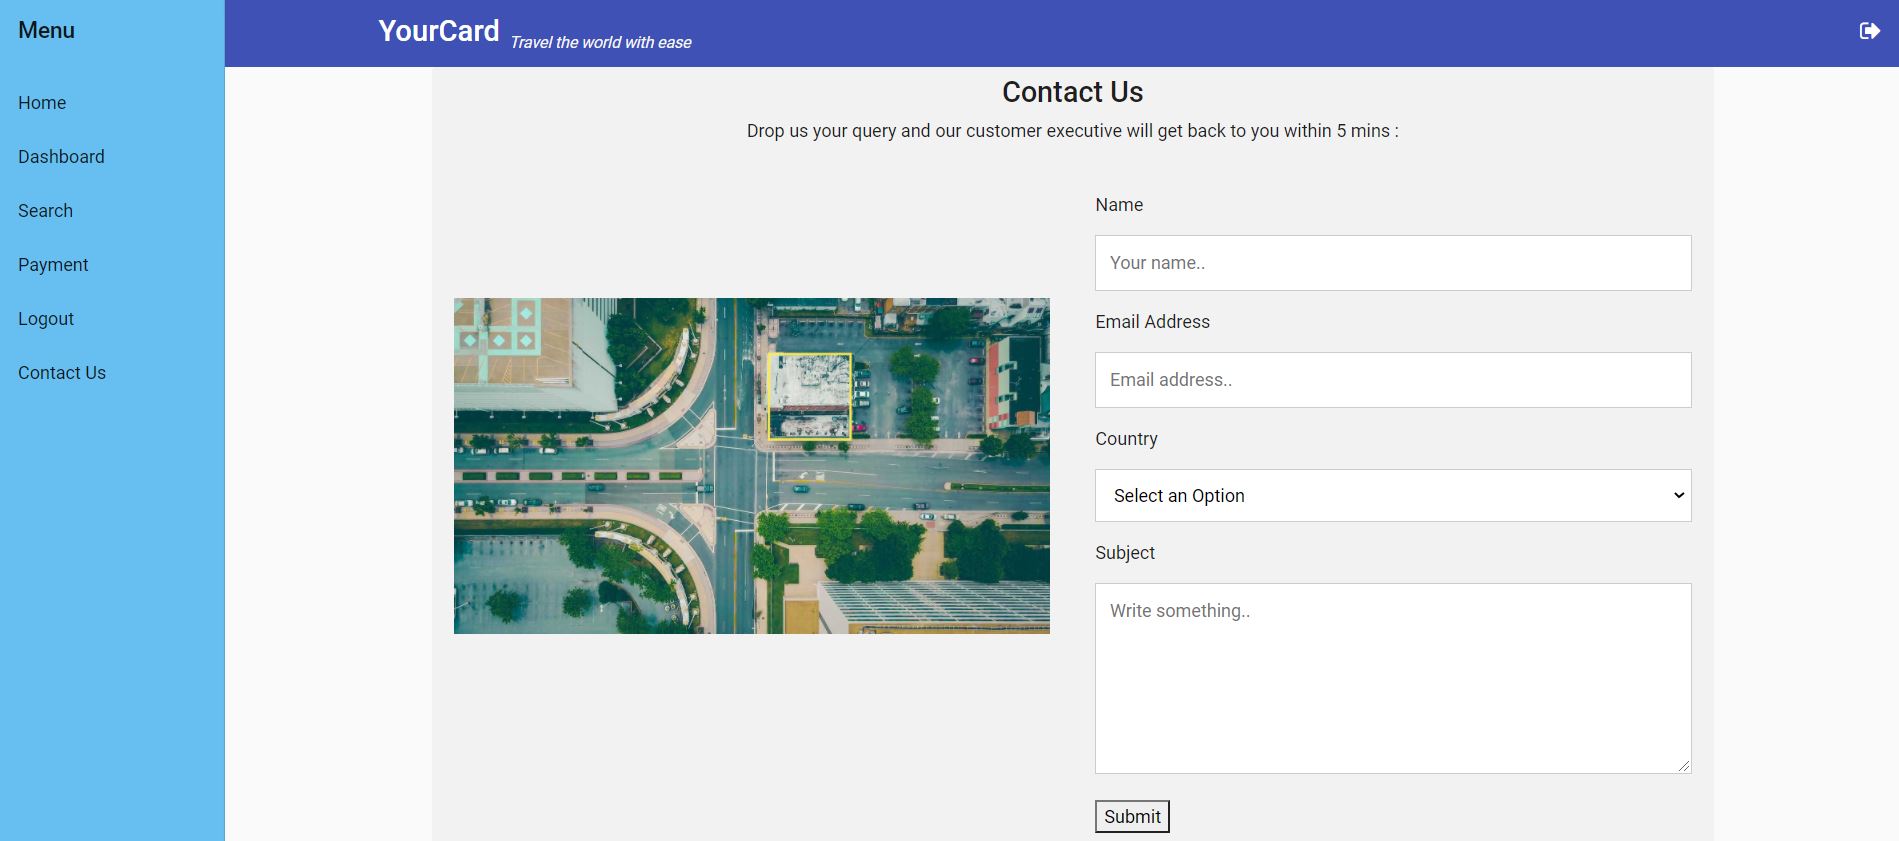 Menu
Home
Dashboard
Search
Payment
Logout
Contact Us
YourCard Travel the world with ease
Contact Us
Drop us your query and our customer executive will get back to you within 5 mins :
Name
Your name..
Email Address
Email address..
Country
Select an Option
Subject
Write something..
Submit